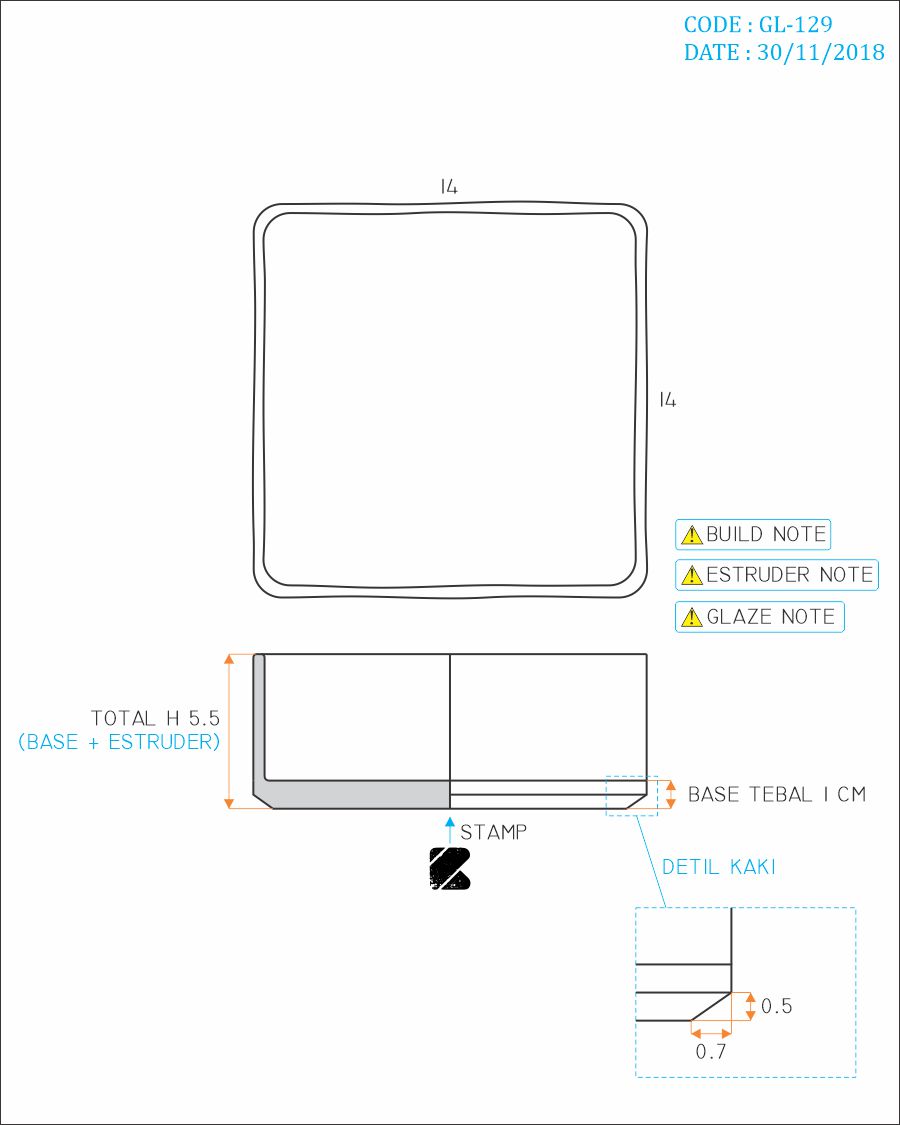 CODE : GL-129
DATE : 30/11/2018
14
14
BUILD NOTE
ESTRUDER NOTE
GLAZE NOTE
TOTAL H 5.5
(BASE + ESTRUDER)
BASE TEBAL 1 CM
STAMP
DETIL KAKI
0.5
0.7